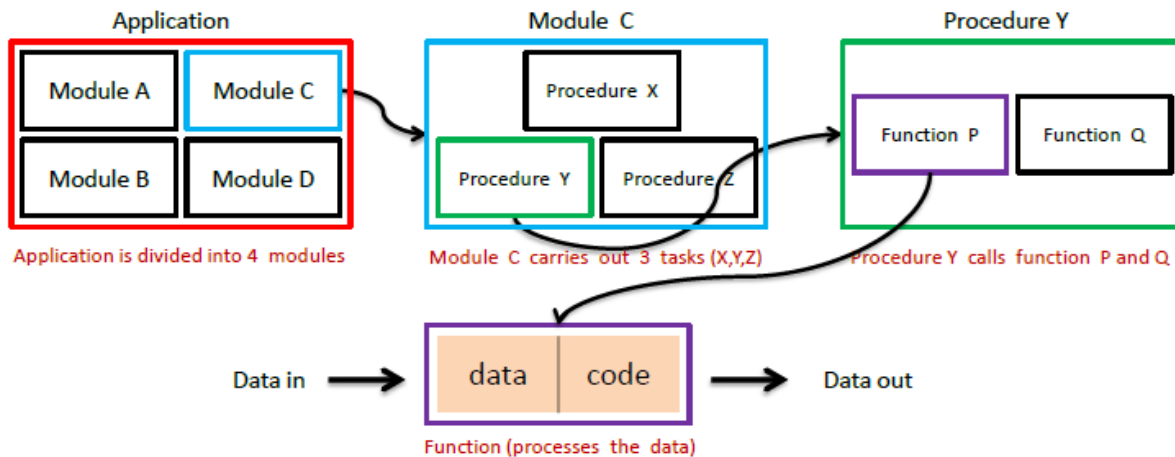 Application
Module C
Procedure Y
Module A
Module C
Module B
Module D
Procedure X
Procedure Y
Procedure Z
Function P
Function Q
Application is divided into 4 modules
Module C carries out 3 tasks (X,Y,Z)
Procedure Y calls function P and Q
Data in
data
code
Data out
Function (processes the data)